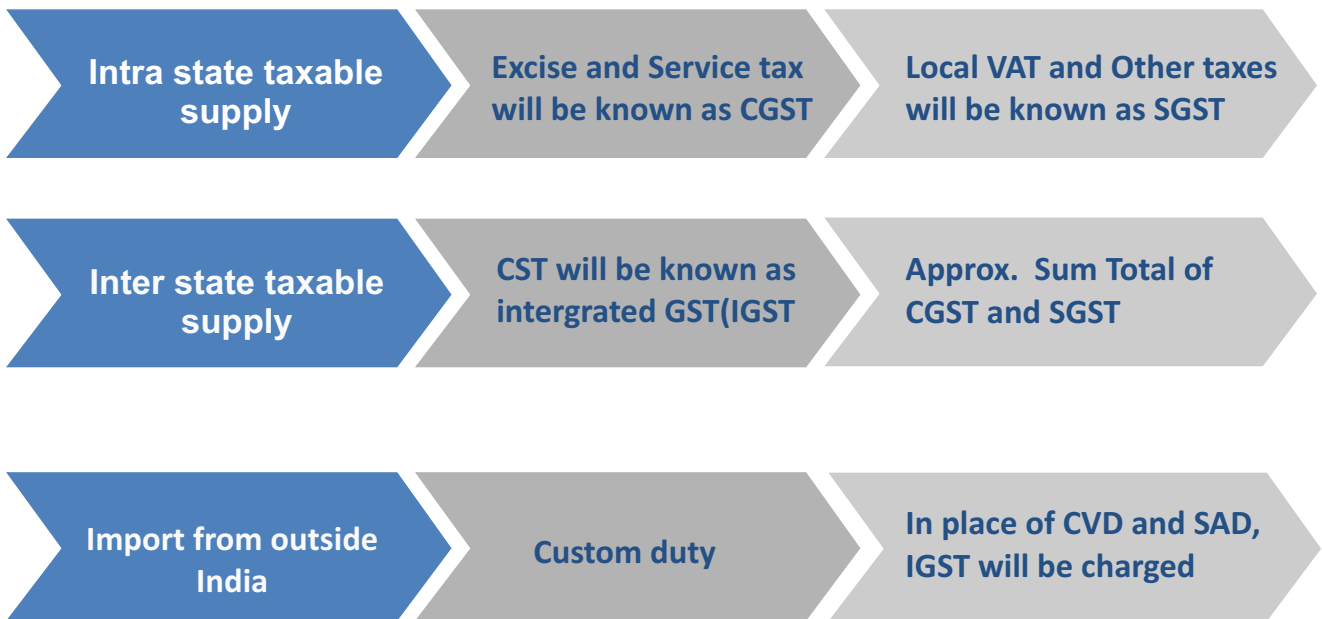 Intra state taxable
supply
Excise and Service tax
will be known as CGST
Local VAT and Other taxes
will be known as SGST
Inter state taxable
supply
CST will be known as
intergrated GST(IGST
Approx. Sum Total of
CGST and SGST
Import from outside
India
Custom duty
In place of CVD and SAD,
IGST will be charged